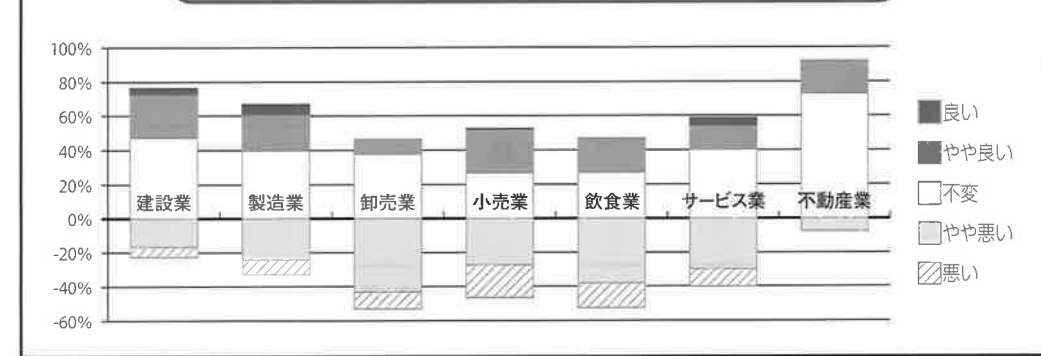 100%
80%
60%
40%
20%
0%
-20%
-40%
-60%
建設業 製造業 卸売業 小売業 飲食業 サービス業 不動産業
良い
やや良い
不変
やや悪い
悪い